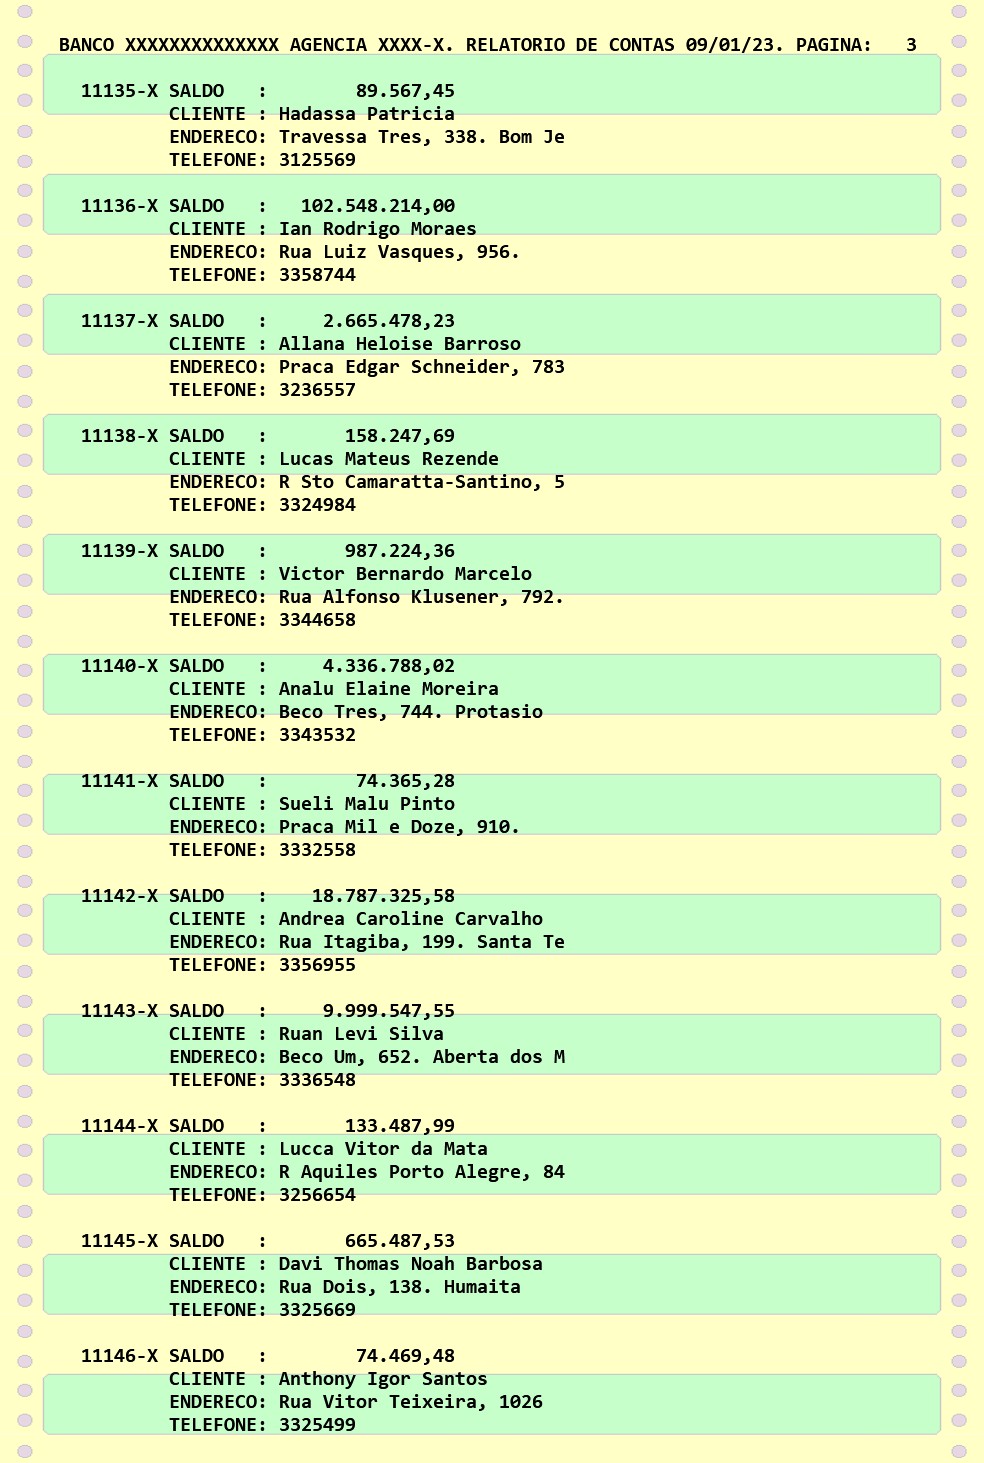 BANCO XXXXXXXXXXXXXX AGENCIA XXXX-X. RELATORIO DE CONTAS 09/01/23. PAGINA:   3
11135-X SALDO   :        89.567,45
CLIENTE : Hadassa Patricia
ENDERECO: Travessa Tres, 338. Bom Je
TELEFONE: 3125569
11136-X SALDO   :   102.548.214,00
CLIENTE : Ian Rodrigo Moraes
ENDERECO: Rua Luiz Vasques, 956.
TELEFONE: 3358744
11137-X SALDO   :     2.665.478,23
CLIENTE : Allana Heloise Barroso
ENDERECO: Praca Edgar Schneider, 783
TELEFONE: 3236557
11138-X SALDO   :       158.247,69
CLIENTE : Lucas Mateus Rezende
ENDERECO: R Sto Camaratta-Santino, 5
TELEFONE: 3324984
11139-X SALDO   :       987.224,36
CLIENTE : Victor Bernardo Marcelo
ENDERECO: Rua Alfonso Klusener, 792.
TELEFONE: 3344658
11140-X SALDO   :     4.336.788,02
CLIENTE : Analu Elaine Moreira
ENDERECO: Beco Tres, 744. Protasio
TELEFONE: 3343532
11141-X SALDO   :        74.365,28
CLIENTE : Sueli Malu Pinto
ENDERECO: Praca Mil e Doze, 910.
TELEFONE: 3332558
11142-X SALDO   :    18.787.325,58
CLIENTE : Andrea Caroline Carvalho
ENDERECO: Rua Itagiba, 199. Santa Te
TELEFONE: 3356955
11143-X SALDO   :     9.999.547,55
CLIENTE : Ruan Levi Silva
ENDERECO: Beco Um, 652. Aberta dos M
TELEFONE: 3336548
11144-X SALDO   :       133.487,99
CLIENTE : Lucca Vitor da Mata
ENDERECO: R Aquiles Porto Alegre, 84
TELEFONE: 3256654
11145-X SALDO   :       665.487,53
CLIENTE : Davi Thomas Noah Barbosa
ENDERECO: Rua Dois, 138. Humaita
TELEFONE: 3325669
11146-X SALDO   :        74.469,48
CLIENTE : Anthony Igor Santos
ENDERECO: Rua Vitor Teixeira, 1026
TELEFONE: 3325499